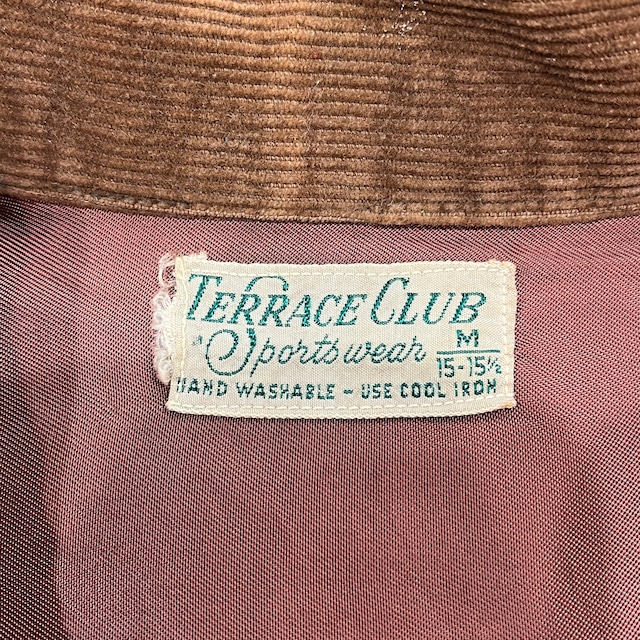 TERRACE CLUB
Sportswear M
15-15½
HAND WASHABLE - USE COOL IRON